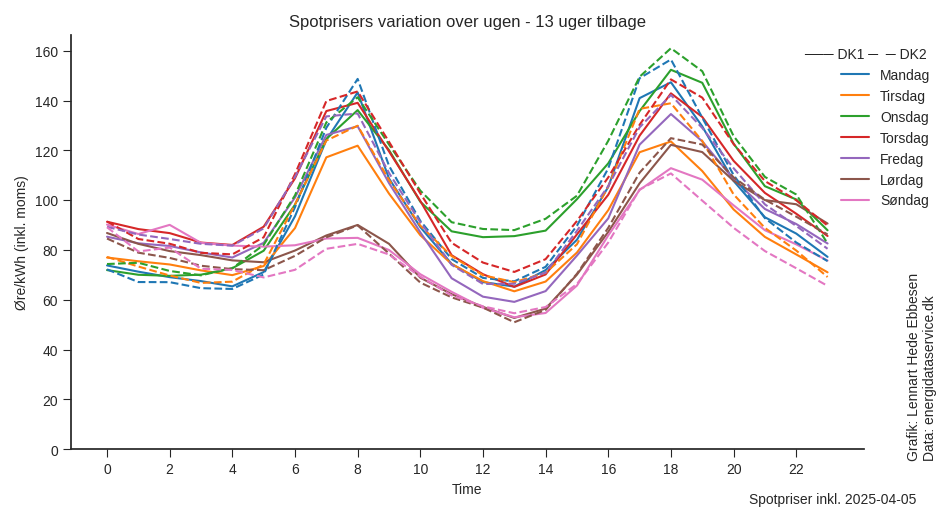 Spotprisers variation over ugen - 13 uger tilbage
Øre/kWh (inkl. moms)
160
140
120
100
80
60
40
20
0
0 2 4 6 8 10 12 14 16 18 20 22
Time
DK1 DK2
Mandag
Tirsdag
Onsdag
Torsdag
Fredag
Lørdag
Søndag
Grafik: Lennart Hede Ebbesen
Data: energidataservice.dk
Spotpriser inkl. 2025-04-05